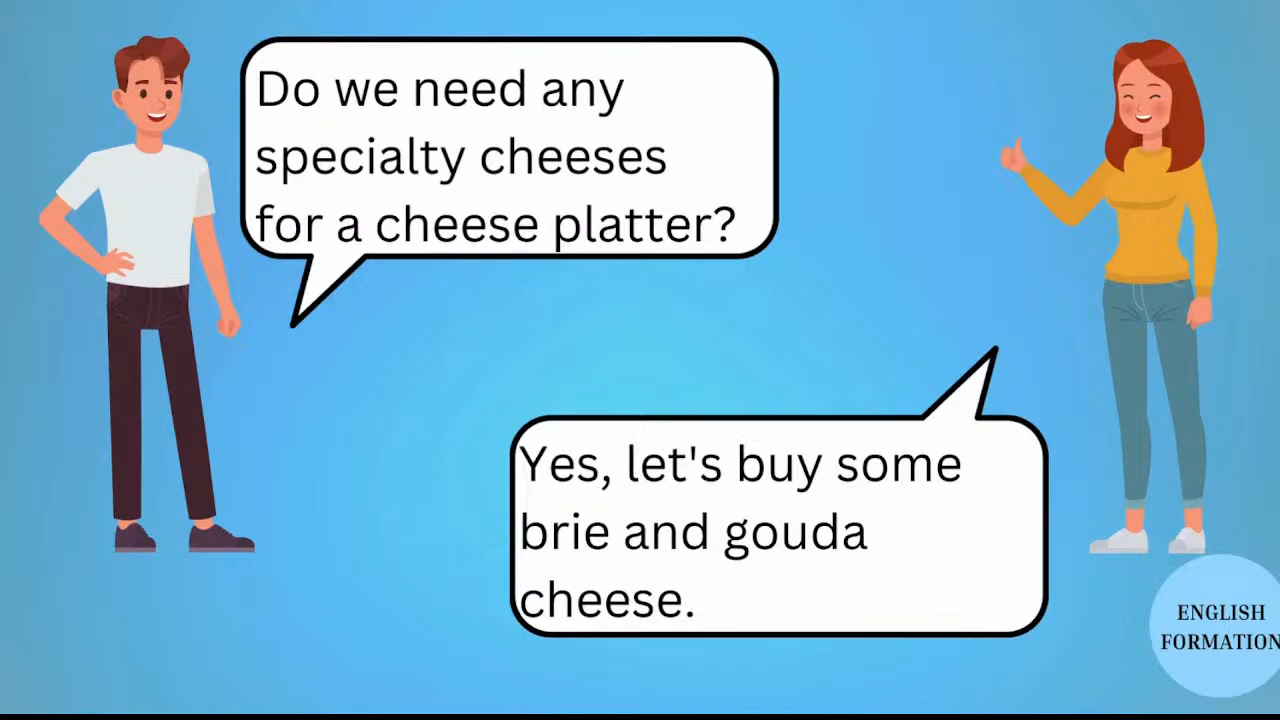 Do we need any
specialty cheeses
for a cheese platter?
Yes, let's buy some
brie and gouda
cheese.
ENGLISH
FORMATION